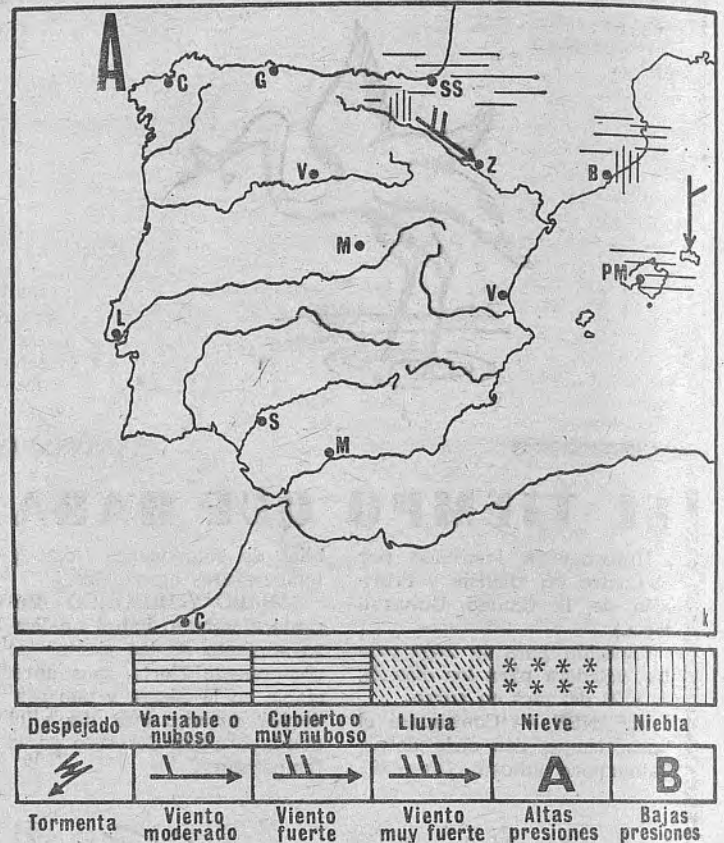 A
C
G
SS
V
Z
B
M
PM
V
L
S
M
C
k
Despejado Variable o nuboso Cubierto o muy nuboso Lluvia Nieve Niebla
A B
Tormenta Viento moderado Viento fuerte Viento muy fuerte Altas presiones Bajas presiones